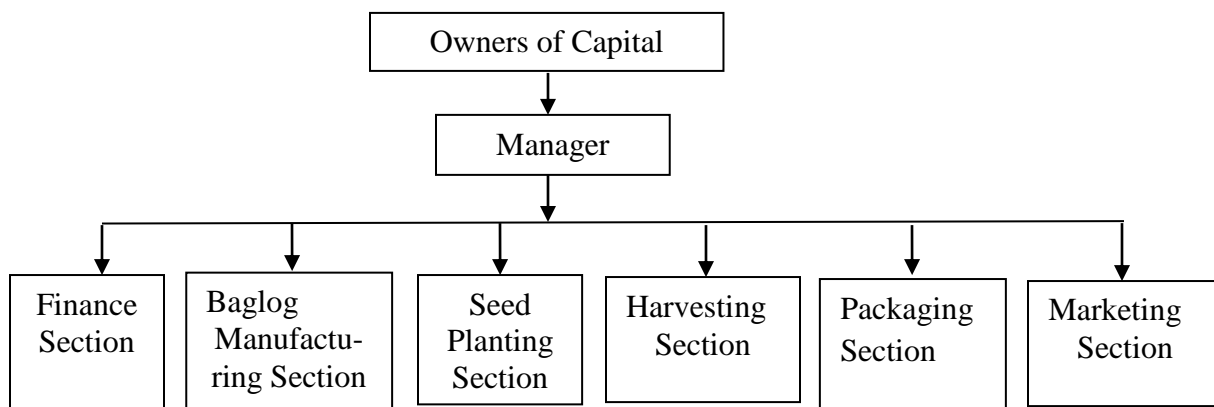 Owners of Capital
Manager
Finance
Section
Baglog
Manufactu-
ring Section
Seed
Planting
Section
Harvesting
Section
Packaging
Section
Marketing
Section